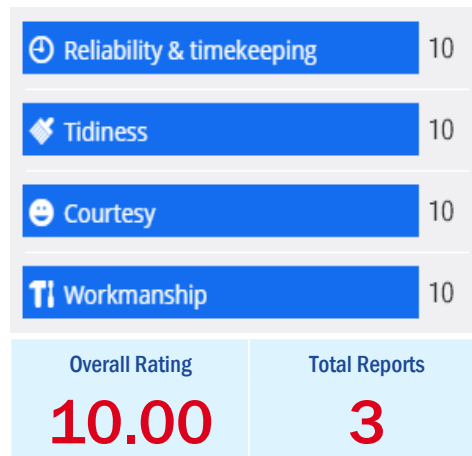 Reliability & timekeeping 10
Tidiness 10
Courtesy 10
Workmanship 10
Overall Rating Total Reports
10.00 3